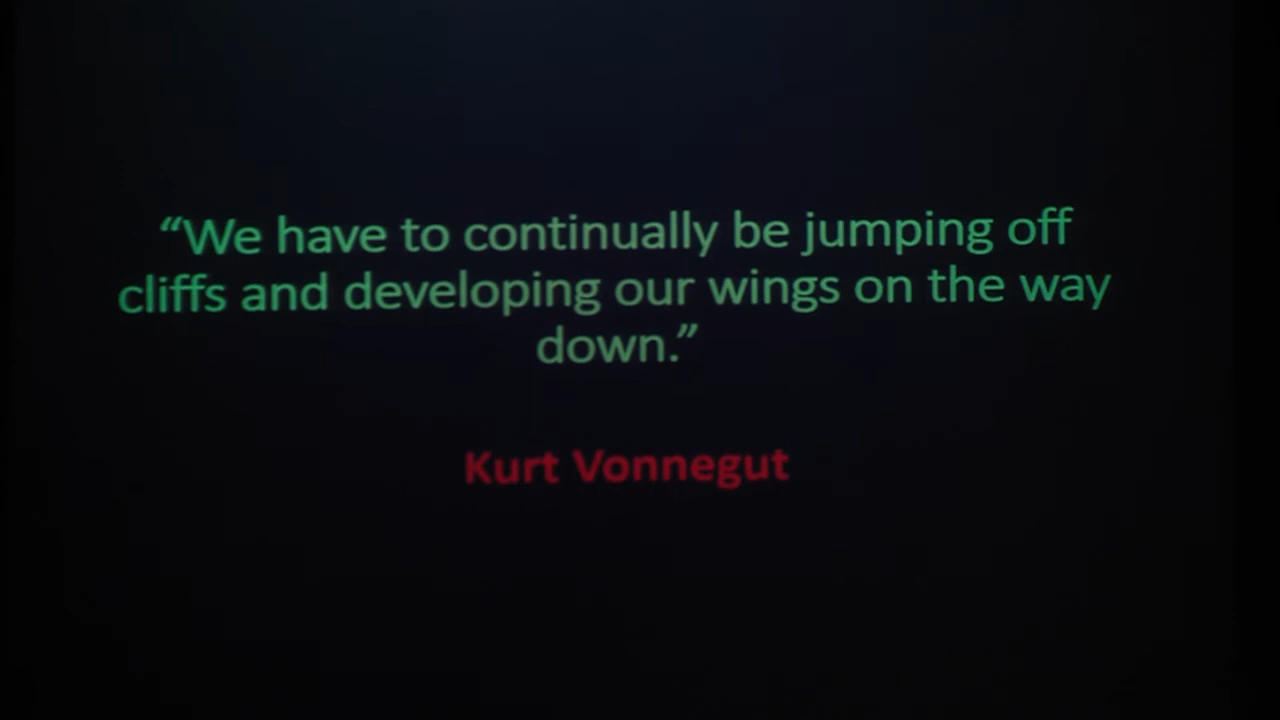 “We have to continually be jumping off
cliffs and developing our wings on the way
down.”
Kurt Vonnegut